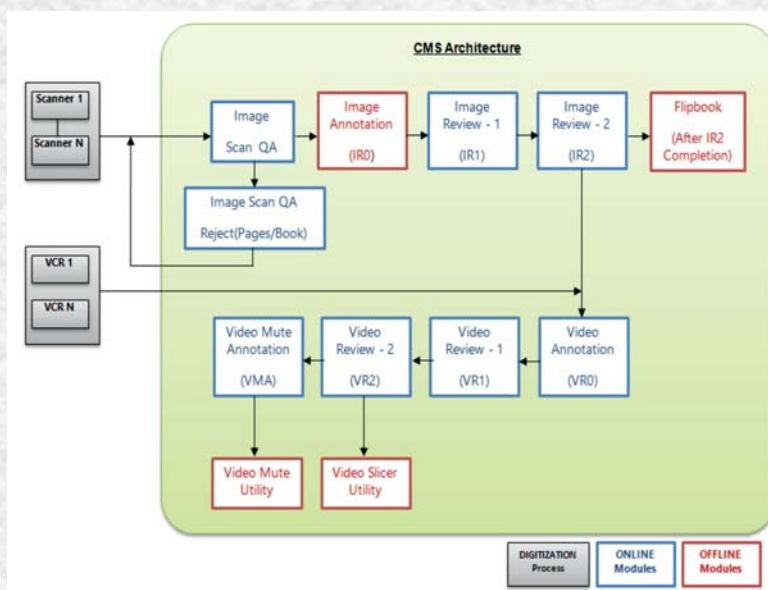 CMS Architecture
Scanner 1
Scanner N
Image
Scan QA
Image
Annotation
(IR0)
Image
Review - 1
(IR1)
Image
Review - 2
(IR2)
Flipbook
(After IR2
Completion)
Image Scan QA
Reject(Pages/Book)
VCR 1
VCR N
Video Mute
Annotation
(VMA)
Video
Review - 2
(VR2)
Video
Review - 1
(VR1)
Video
Annotation
(VR0)
Video Mute
Utility
Video Slicer
Utility
DIGITIZATION
Process
ONLINE
Modules
OFFLINE
Modules